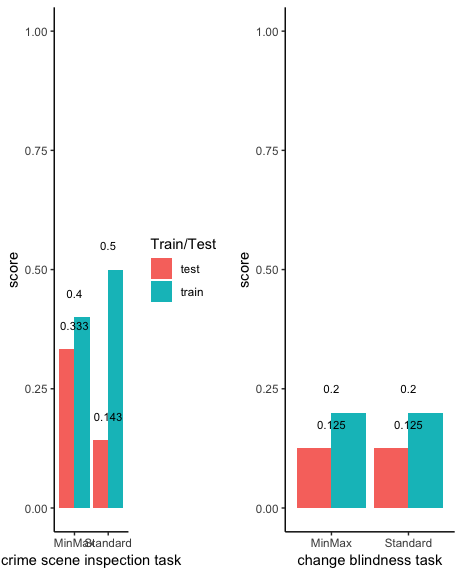 1.00
0.75
0.50
0.25
0.00
score
0.5
0.4
0.333
0.143
MinMax
Standard
crime scene inspection task
Train/Test
test
train
1.00
0.75
0.50
0.25
0.00
score
0.2
0.2
0.125
0.125
MinMax
Standard
change blindness task